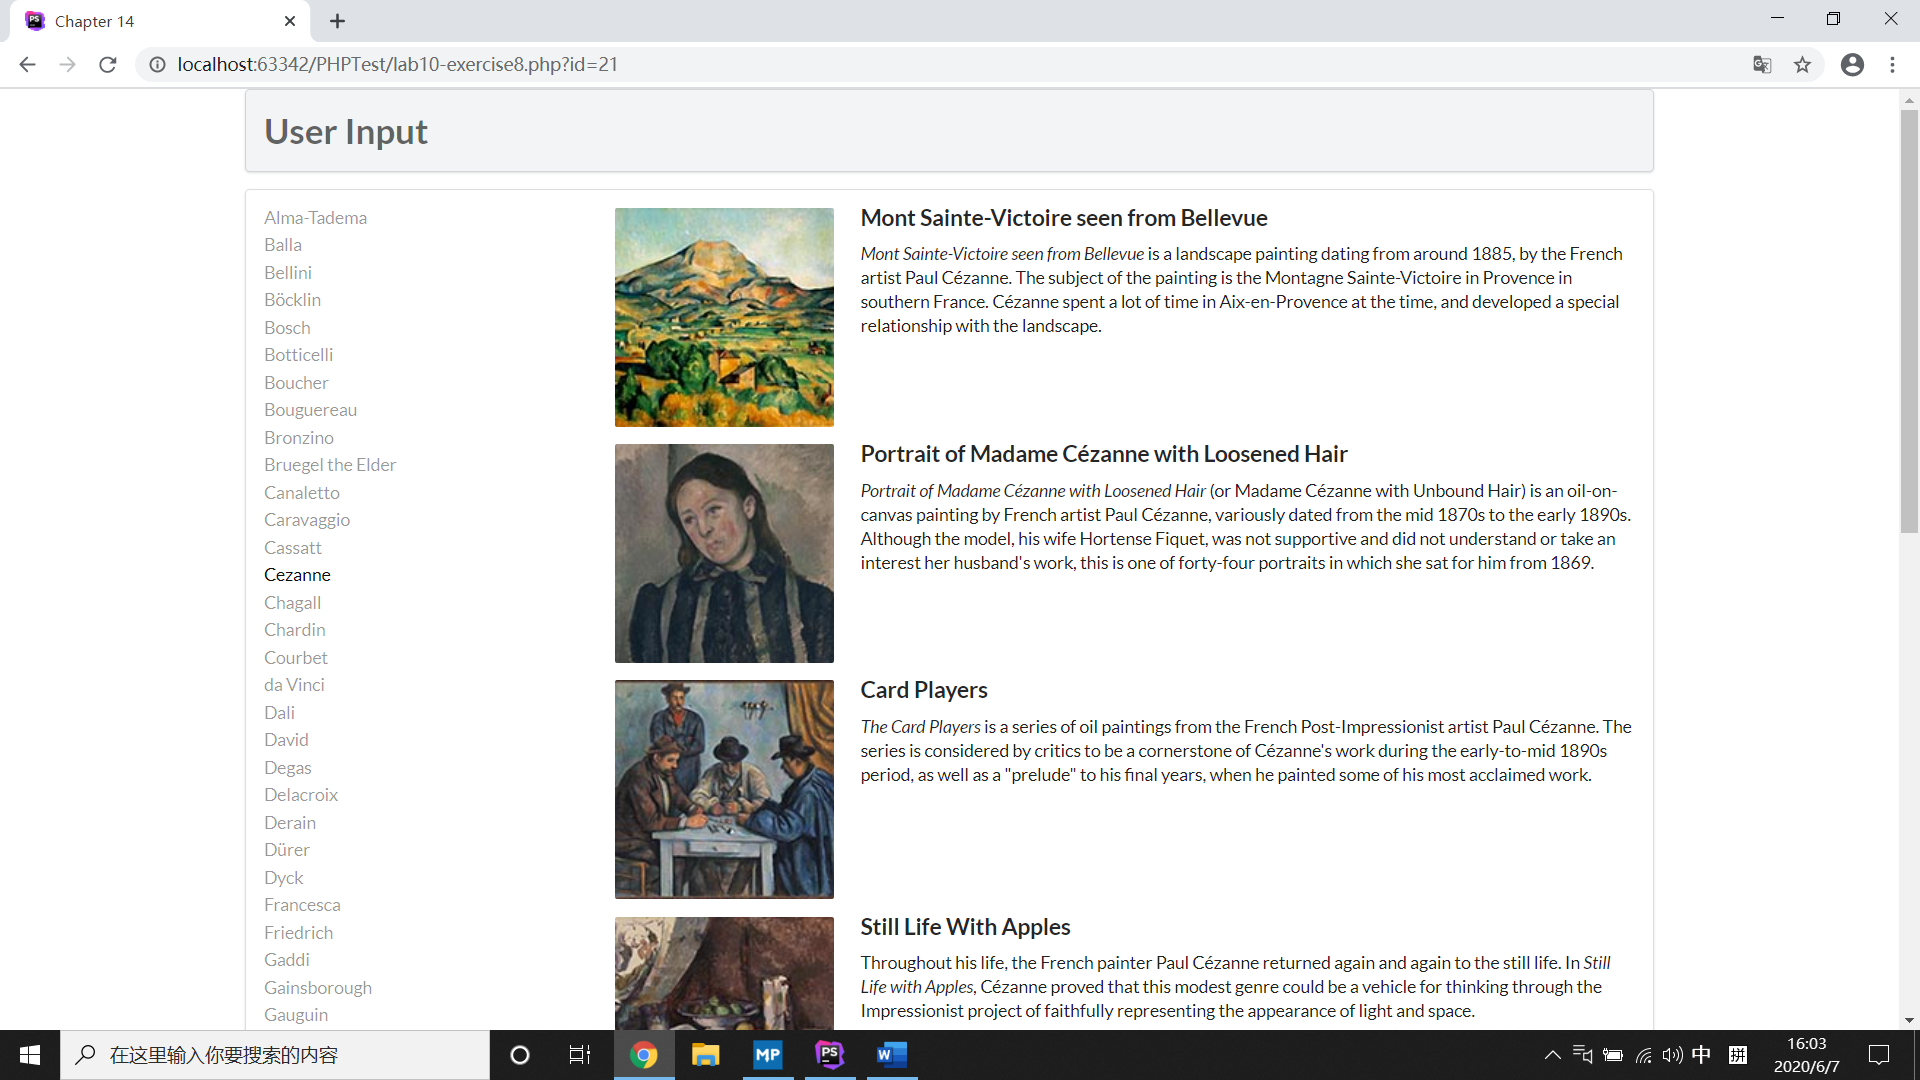 Chapter 14
localhost:63342/PHPTest/lab10-exercise8.php?id=21
User Input
Alma-Tadema
Balla
Bellini
Böcklin
Bosch
Botticelli
Boucher
Bouguereau
Bronzino
Bruegel the Elder
Canaletto
Caravaggio
Cassatt
Cezanne
Chagall
Chardin
Courbet
da Vinci
Dali
David
Degas
Delacroix
Derain
Dürer
Dyck
Francesca
Friedrich
Gaddi
Gainsborough
Gauguin
Mont Sainte-Victoire seen from Bellevue
Mont Sainte-Victoire seen from Bellevue is a landscape painting dating from around 1885, by the French
artist Paul Cézanne. The subject of the painting is the Montagne Sainte-Victoire in Provence in
southern France. Cézanne spent a lot of time in Aix-en-Provence at the time, and developed a special
relationship with the landscape.
Portrait of Madame Cézanne with Loosened Hair
Portrait of Madame Cézanne with Loosened Hair (or Madame Cézanne with Unbound Hair) is an oil-on-
canvas painting by French artist Paul Cézanne, variously dated from the mid 1870s to the early 1890s.
Although the model, his wife Hortense Fiquet, was not supportive and did not understand or take an
interest her husband's work, this is one of forty-four portraits in which she sat for him from 1869.
Card Players
The Card Players is a series of oil paintings from the French Post-Impressionist artist Paul Cézanne. The
series is considered by critics to be a cornerstone of Cézanne's work during the early-to-mid 1890s
period, as well as a "prelude" to his final years, when he painted some of his most acclaimed work.
Still Life With Apples
Throughout his life, the French painter Paul Cézanne returned again and again to the still life. In Still
Life with Apples, Cézanne proved that this modest genre could be a vehicle for thinking through the
Impressionist project of faithfully representing the appearance of light and space.
在这里输入你要搜索的内容
MP
PS
W
中
拼
16:03
2020/6/7